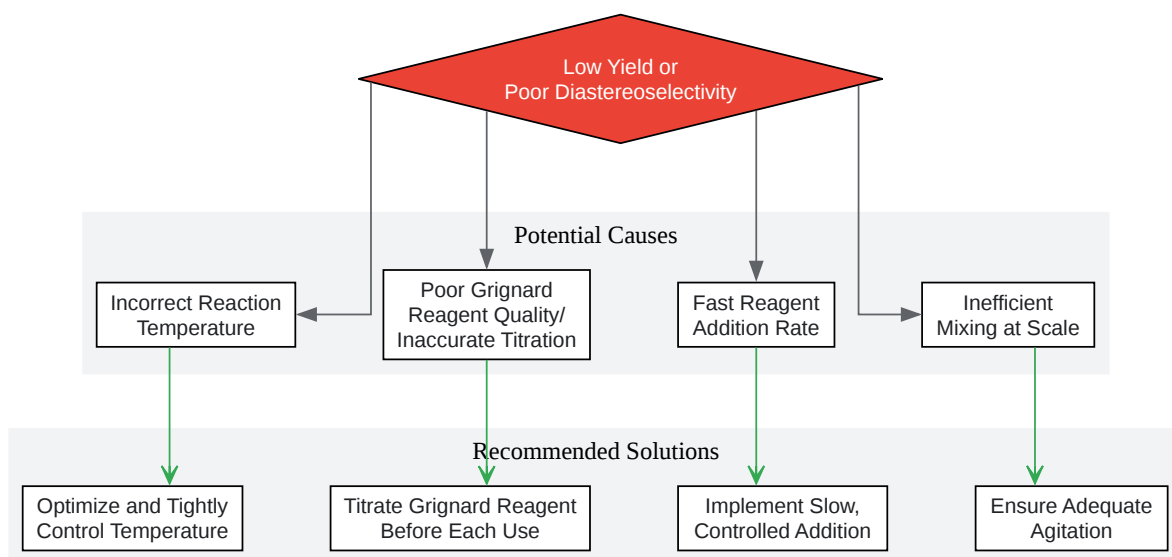 Low Yield or
Poor Diastereoselectivity
Potential Causes
Incorrect Reaction
Temperature
Poor Grignard
Reagent Quality/
Inaccurate Titration
Fast Reagent
Addition Rate
Inefficient
Mixing at Scale
Recommended Solutions
Optimize and Tightly
Control Temperature
Titrate Grignard Reagent
Before Each Use
Implement Slow,
Controlled Addition
Ensure Adequate
Agitation